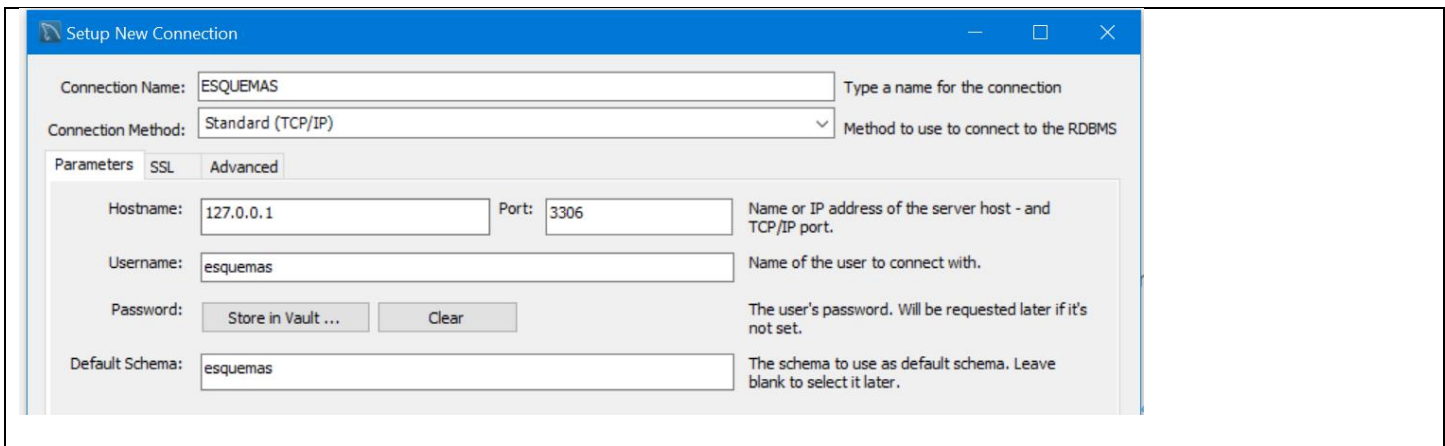 Setup New Connection
Connection Name: ESQUEMAS Type a name for the connection
Connection Method: Standard (TCP/IP) Method to use to connect to the RDBMS
Parameters SSL Advanced
Hostname: 127.0.0.1 Port: 3306 Name or IP address of the server host - and
TCP/IP port.
Username: esquemas Name of the user to connect with.
Password: Store in Vault ... Clear The user's password. Will be requested later if it's
not set.
Default Schema: esquemas The schema to use as default schema. Leave
blank to select it later.